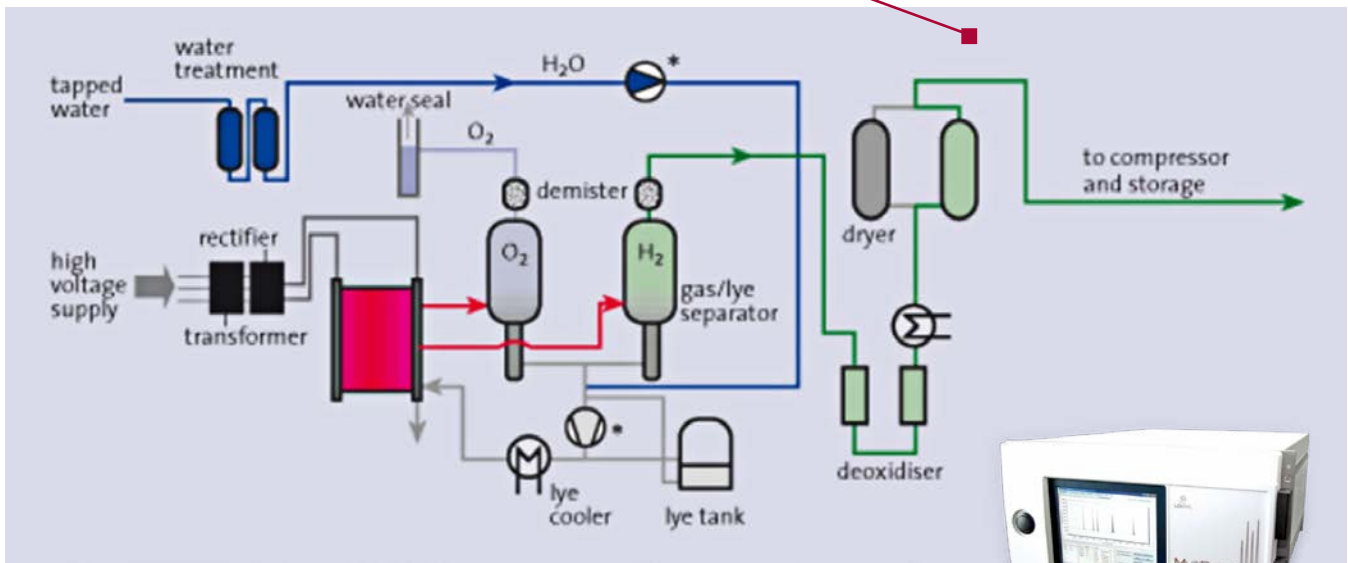 water
treatment
tapped
water
H₂O
*
water seal
O₂
demister
to compressor
and storage
O₂
H₂
dryer
rectifier
high
voltage
supply
gas/lye
separator
transformer
*
deoxidiser
lye
cooler
lye tank